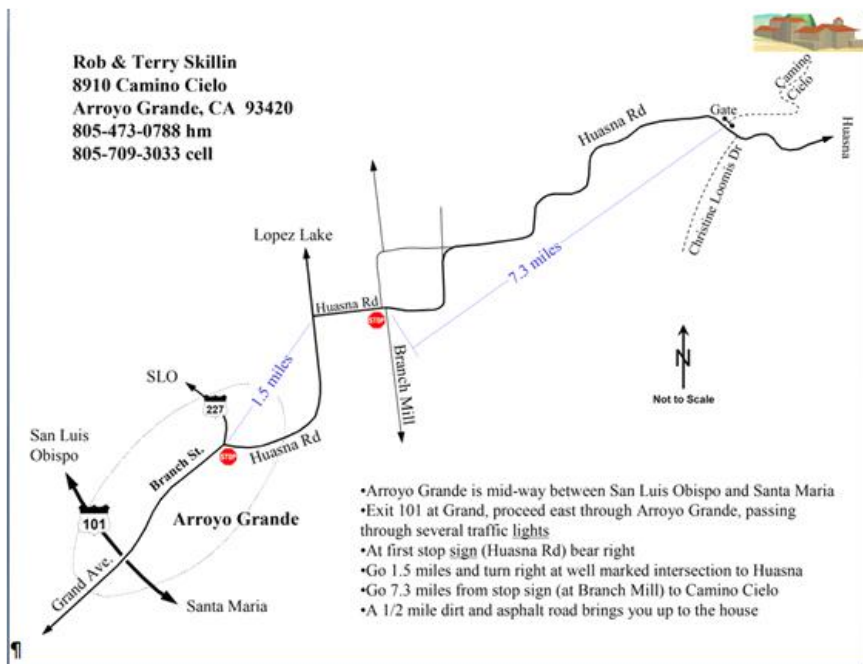 Rob & Terry Skillin
8910 Camino Cielo
Arroyo Grande, CA 93420
805-473-0788 hm
805-709-3033 cell
Camino
Cielo
Gate
Huasna Rd
Huasna
Christine Loomis Dr
Lopez Lake
7.3 miles
Huasna Rd
STOP
Branch Mill
N
Not to Scale
1.5 miles
SLO
227
San Luis
Obispo
Branch St.
STOP
Huasna Rd
101
Arroyo Grande
Grand Ave.
Santa Maria
•Arroyo Grande is mid-way between San Luis Obispo and Santa Maria
•Exit 101 at Grand, proceed east through Arroyo Grande, passing
through several traffic lights
•At first stop sign (Huasna Rd) bear right
•Go 1.5 miles and turn right at well marked intersection to Huasna
•Go 7.3 miles from stop sign (at Branch Mill) to Camino Cielo
•A 1/2 mile dirt and asphalt road brings you up to the house
¶